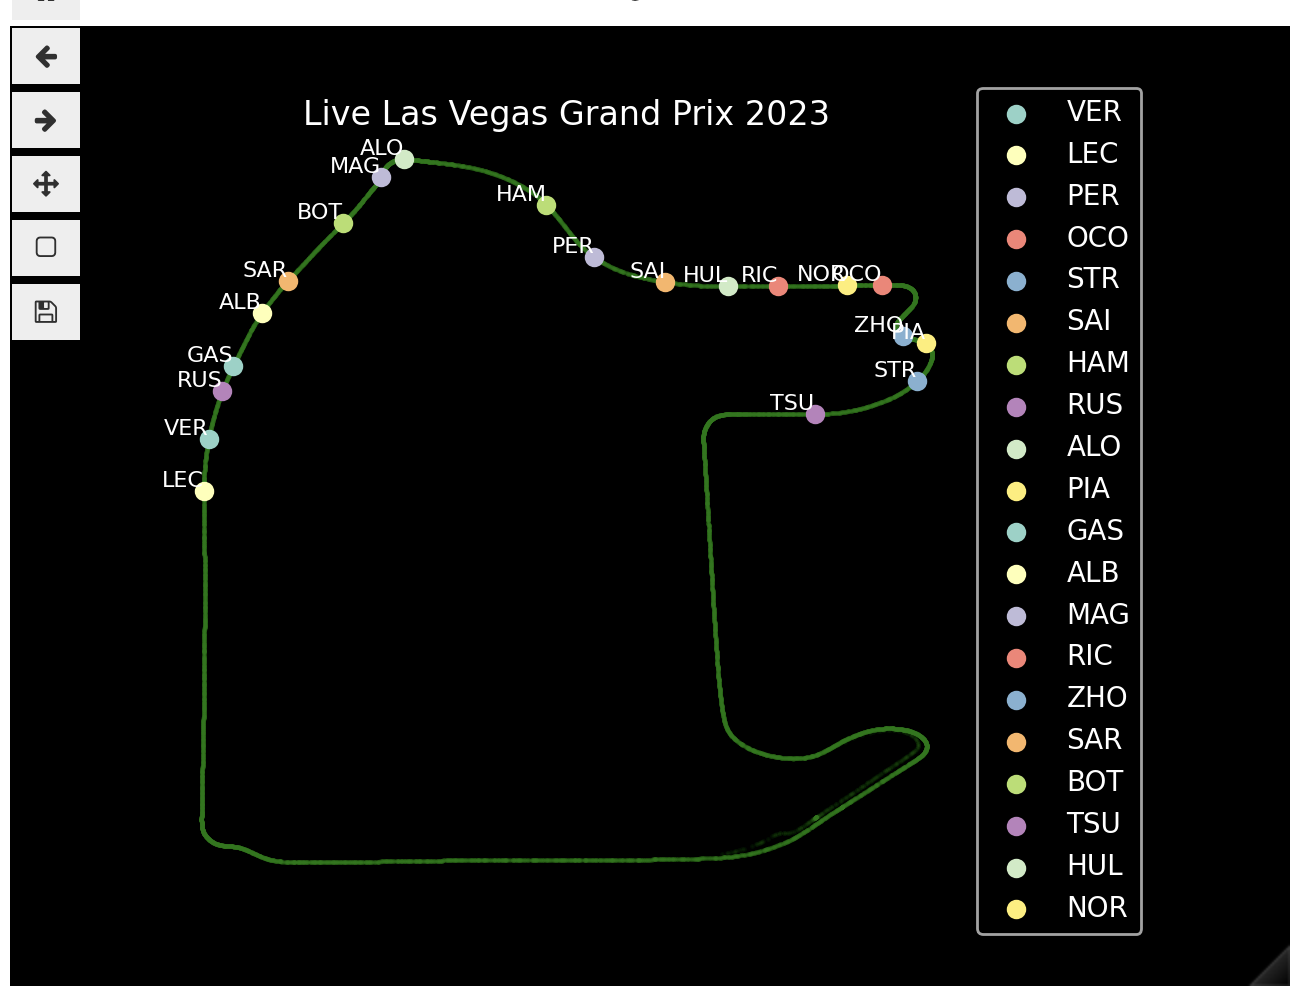 Live Las Vegas Grand Prix 2023
ALO
MAG
HAM
BOT
PER
SAR
SAI
HUL
RIC
NOR
OCO
ALB
ZHO
PIA
GAS
RUS
STR
TSU
VER
LEC
VER
LEC
PER
OCO
STR
SAI
HAM
RUS
ALO
PIA
GAS
ALB
MAG
RIC
ZHO
SAR
BOT
TSU
HUL
NOR